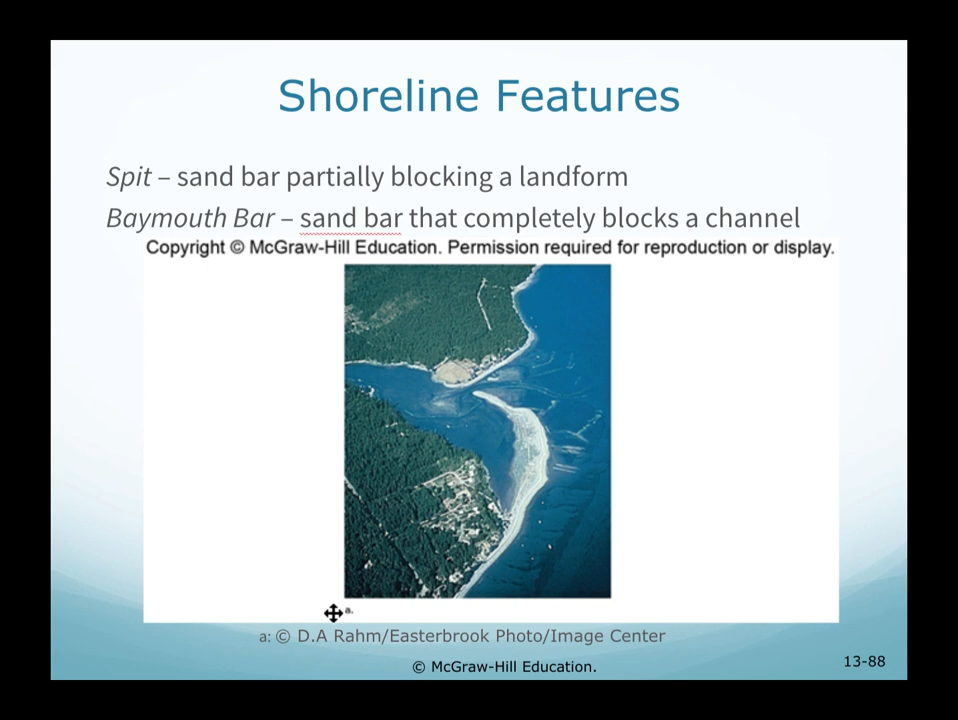 Shoreline Features
Spit – sand bar partially blocking a landform
Baymouth Bar – sand bar that completely blocks a channel
Copyright © McGraw-Hill Education. Permission required for reproduction or display.
a.
a: © D.A Rahm/Easterbrook Photo/Image Center
© McGraw-Hill Education.
13-88